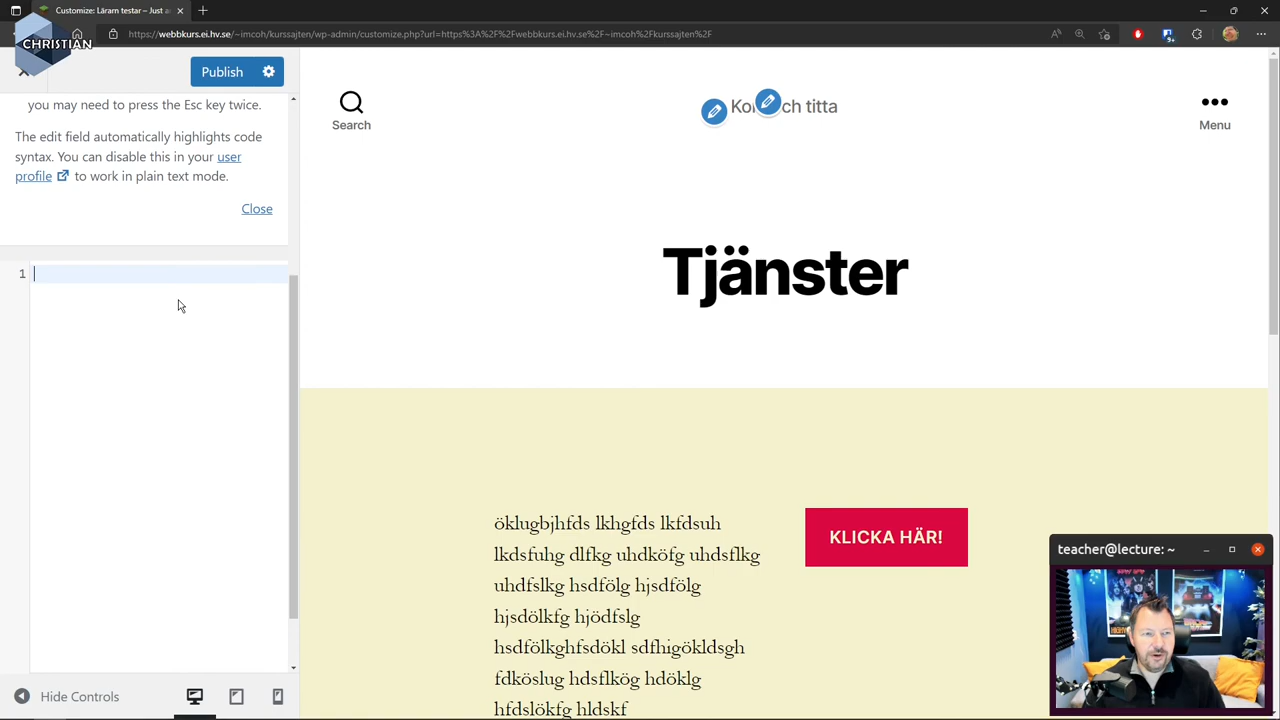 Customize: Läram testar – Just a
CHRISTIAN
https://webbkurs.ei.hv.se/~imcoh/kurssajten/wp-admin/customize.php?url=https%3A%2F%2Fwebbkurs.ei.hv.se%2F~imcoh%2Fkurssajten%2F
Publish
you may need to press the Esc key twice.
The edit field automatically highlights code
syntax. You can disable this in your user
profile to work in plain text mode.
Close
1
Hide Controls
Search
Ko ch titta
Menu
Tjänster
öklugbjhfds lkhgfds lkfdsuh
lkdsfuhg dlfkg uhdköfg uhdsflkg
uhdfslkg hsdfölg hjsdfölg
hjsdölkfg hjödfslg
hsdfölkghfsdökl sdfhigökldsgh
fdköslug hdsflkög hdöklg
hfdslökfg hldskf
KLICKA HÄR!
teacher@lecture: ~